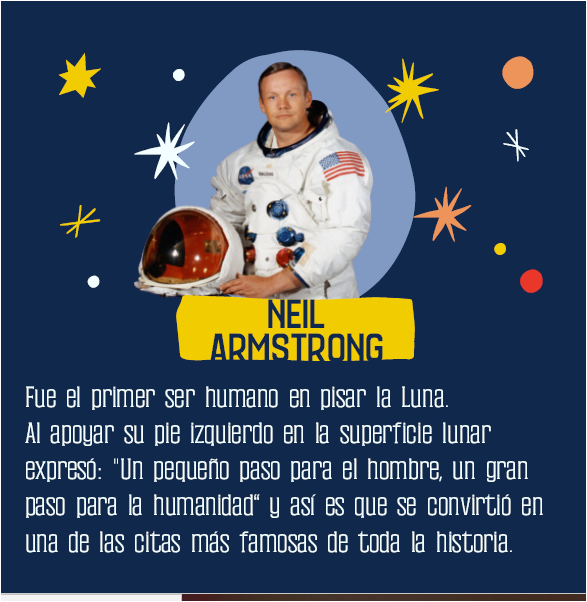 NEIL
ARMSTRONG
Fue el primer ser humano en pisar la Luna.
Al apoyar su pie izquierdo en la superficie lunar
expresó: "Un pequeño paso para el hombre, un gran
paso para la humanidad“ y así es que se convirtió en
una de las citas más famosas de toda la historia.